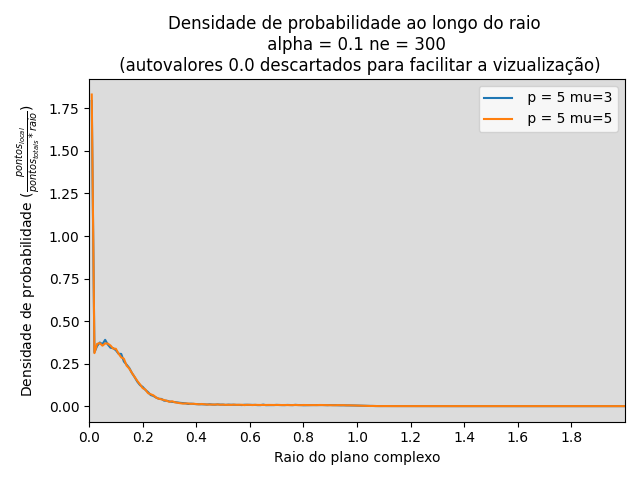 Densidade de probabilidade ao longo do raio
alpha = 0.1 ne = 300
(autovalores 0.0 descartados para facilitar a vizualização)
Densidade de probabilidade (pontos_local / pontos_totais * raio)
1.75
1.50
1.25
1.00
0.75
0.50
0.25
0.00
p = 5 mu=3
p = 5 mu=5
0.0 0.2 0.4 0.6 0.8 1.0 1.2 1.4 1.6 1.8
Raio do plano complexo